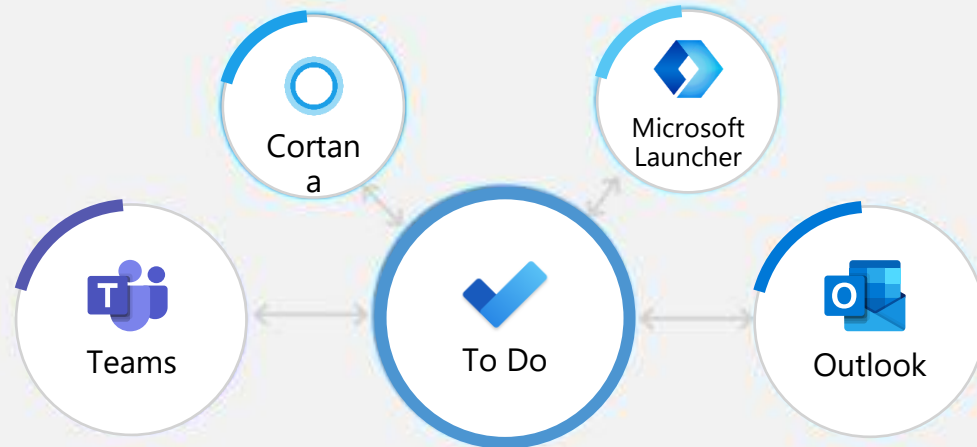 Cortan
a
Microsoft
Launcher
T
Teams
To Do
O
Outlook